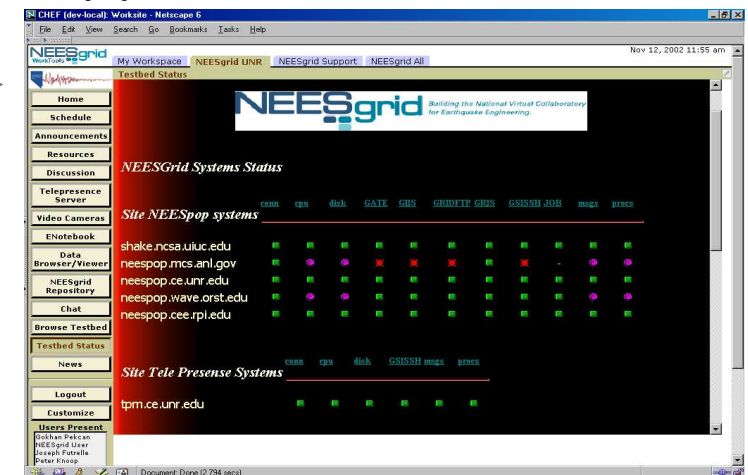 CHEF (dev-local): Worksite - Netscape 6
File Edit View Search Go Bookmarks Tasks Help
NEESgrid
WorkTools
Nov 12, 2002 11:55 am
My Workspace NEESgrid UNR NEESgrid Support NEESgrid All
Testbed Status
Home
Schedule
Announcements
Resources
Discussion
Telepresence
Server
Video Cameras
ENotebook
Data
Browser/Viewer
NEESgrid
Repository
Chat
Browse Testbed
Testbed Status
News
Logout
Customize
Users Present
Gokhan Pekcan
NEESgrid User
Joseph Futrelle
Peter Knoop
NEESgrid
Building the National Virtual Collaboratory
for Earthquake Engineering.
NEESGrid Systems Status
conn cpu disk GATE GIIS GRIDFTP GRIS GSISSH JOB msgs procs
Site NEESpop systems
shake.ncsa.uiuc.edu
neespop.mcs.anl.gov -
neespop.ce.unr.edu
neespop.wave.orst.edu
neespop.cee.rpi.edu
conn cpu disk GSISSH msgs procs
Site Tele Presense Systems
tpm.ce.unr.edu
Document: Done (2.794 secs)